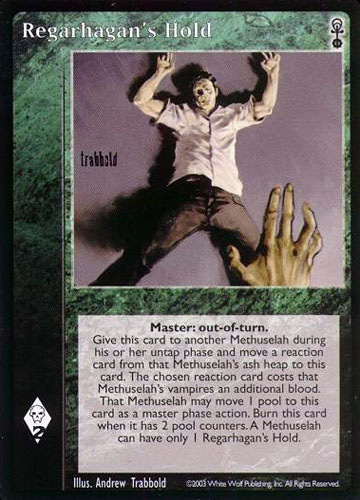 Regarhagan's Hold
trabbold
Master: out-of-turn.
Give this card to another Methuselah during
his or her untap phase and move a reaction
card from that Methuselah's ash heap to this
card. The chosen reaction card costs that
Methuselah's vampires an additional blood.
That Methuselah may move 1 pool to this
card as a master phase action. Burn this card
when it has 2 pool counters. A Methuselah
can have only 1 Regarhagan's Hold.
2
Illus. Andrew Trabbold
©2003 White Wolf Publishing, Inc. All Rights Reserved.